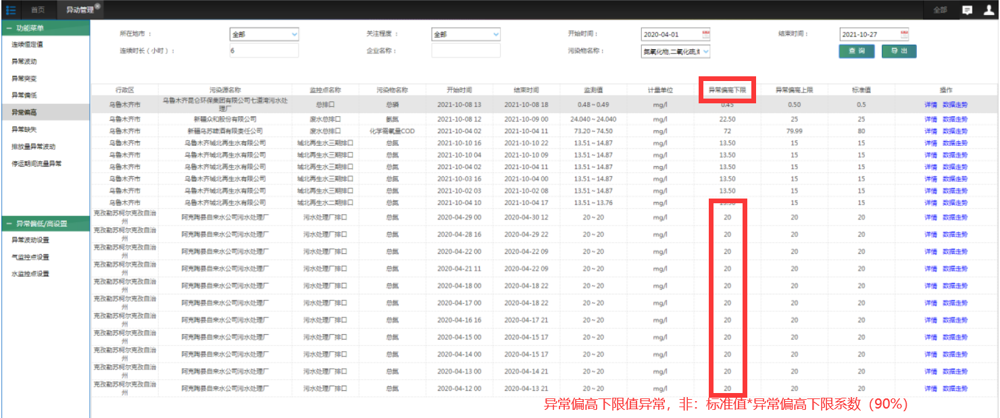 首页 异动管理 全部
功能菜单
连续恒定值
异常波动
异常突变
异常偏低
异常偏高
异常缺失
排放量异常波动
停运期间流量异常
异常偏低/高设置
异常波动设置
气监控点设置
水监控点设置
所在地市 ： 全部 关注程度 ： 全部 开始时间： 2020-04-01 结束时间： 2021-10-27
连续时长（小时）： 6 企业名称： 污染物名称： 氮氧化物,二氧化硫, 查 询 导 出
行政区 污染源名称 监控点名称 污染物名称 开始时间 结束时间 监测值 计量单位 异常偏高下限 异常偏高上限 标准值 操作
乌鲁木齐市 乌鲁木齐昆仑环保集团有限公司七道湾污水处理厂 总排口 总磷 2021-10-08 13 2021-10-08 18 0.48～0.49 mg/l 0.45 0.50 0.5 详情 数据走势
乌鲁木齐市 新疆众和股份有限公司 废水总排口 氨氮 2021-10-08 12 2021-10-09 00 24.040～24.040 mg/l 22.50 25 25 详情 数据走势
乌鲁木齐市 新疆乌苏啤酒有限责任公司 废水总排口 化学需氧量COD 2021-10-04 02 2021-10-04 11 73.20～74.50 mg/l 72 79.99 80 详情 数据走势
乌鲁木齐市 乌鲁木齐城北再生水有限公司 城北再生水三期排口 总氮 2021-10-10 16 2021-10-10 22 13.51～14.87 mg/l 13.50 15 15 详情 数据走势
乌鲁木齐市 乌鲁木齐城北再生水有限公司 城北再生水三期排口 总氮 2021-10-10 04 2021-10-10 09 13.51～14.87 mg/l 13.50 15 15 详情 数据走势
乌鲁木齐市 乌鲁木齐城北再生水有限公司 城北再生水三期排口 总氮 2021-10-04 02 2021-10-04 11 13.51～14.87 mg/l 13.50 15 15 详情 数据走势
乌鲁木齐市 乌鲁木齐城北再生水有限公司 城北再生水三期排口 总氮 2021-10-03 16 2021-10-04 00 13.51～14.87 mg/l 13.50 15 15 详情 数据走势
乌鲁木齐市 乌鲁木齐城北再生水有限公司 城北再生水三期排口 总氮 2021-10-02 03 2021-10-02 08 13.51～14.87 mg/l 13.50 15 15 详情 数据走势
乌鲁木齐市 乌鲁木齐城北再生水有限公司 城北再生水二期排口 总氮 2021-10-04 10 2021-10-04 17 13.51～13.76 mg/l 13.50 15 15 详情 数据走势
克孜勒苏柯尔克孜自治州 阿克陶县自来水公司污水处理厂 污水处理厂排口 总氮 2020-04-29 00 2020-04-30 12 20～20 mg/l 20 20 20 详情 数据走势
克孜勒苏柯尔克孜自治州 阿克陶县自来水公司污水处理厂 污水处理厂排口 总氮 2020-04-28 16 2020-04-29 22 20～20 mg/l 20 20 20 详情 数据走势
克孜勒苏柯尔克孜自治州 阿克陶县自来水公司污水处理厂 污水处理厂排口 总氮 2020-04-22 00 2020-04-22 09 20～20 mg/l 20 20 20 详情 数据走势
克孜勒苏柯尔克孜自治州 阿克陶县自来水公司污水处理厂 污水处理厂排口 总氮 2020-04-21 11 2020-04-22 09 20～20 mg/l 20 20 20 详情 数据走势
克孜勒苏柯尔克孜自治州 阿克陶县自来水公司污水处理厂 污水处理厂排口 总氮 2020-04-18 00 2020-04-18 22 20～20 mg/l 20 20 20 详情 数据走势
克孜勒苏柯尔克孜自治州 阿克陶县自来水公司污水处理厂 污水处理厂排口 总氮 2020-04-17 00 2020-04-18 22 20～20 mg/l 20 20 20 详情 数据走势
克孜勒苏柯尔克孜自治州 阿克陶县自来水公司污水处理厂 污水处理厂排口 总氮 2020-04-16 16 2020-04-17 21 20～20 mg/l 20 20 20 详情 数据走势
克孜勒苏柯尔克孜自治州 阿克陶县自来水公司污水处理厂 污水处理厂排口 总氮 2020-04-15 00 2020-04-15 17 20～20 mg/l 20 20 20 详情 数据走势
克孜勒苏柯尔克孜自治州 阿克陶县自来水公司污水处理厂 污水处理厂排口 总氮 2020-04-14 00 2020-04-15 17 20～20 mg/l 20 20 20 详情 数据走势
克孜勒苏柯尔克孜自治州 阿克陶县自来水公司污水处理厂 污水处理厂排口 总氮 2020-04-13 00 2020-04-14 21 20～20 mg/l 20 20 20 详情 数据走势
克孜勒苏柯尔克孜自治州 阿克陶县自来水公司污水处理厂 污水处理厂排口 总氮 2020-04-12 00 2020-04-13 21 20～20 mg/l 20 20 20 详情 数据走势
异常偏高下限值异常，非：标准值*异常偏高下限系数（90%）